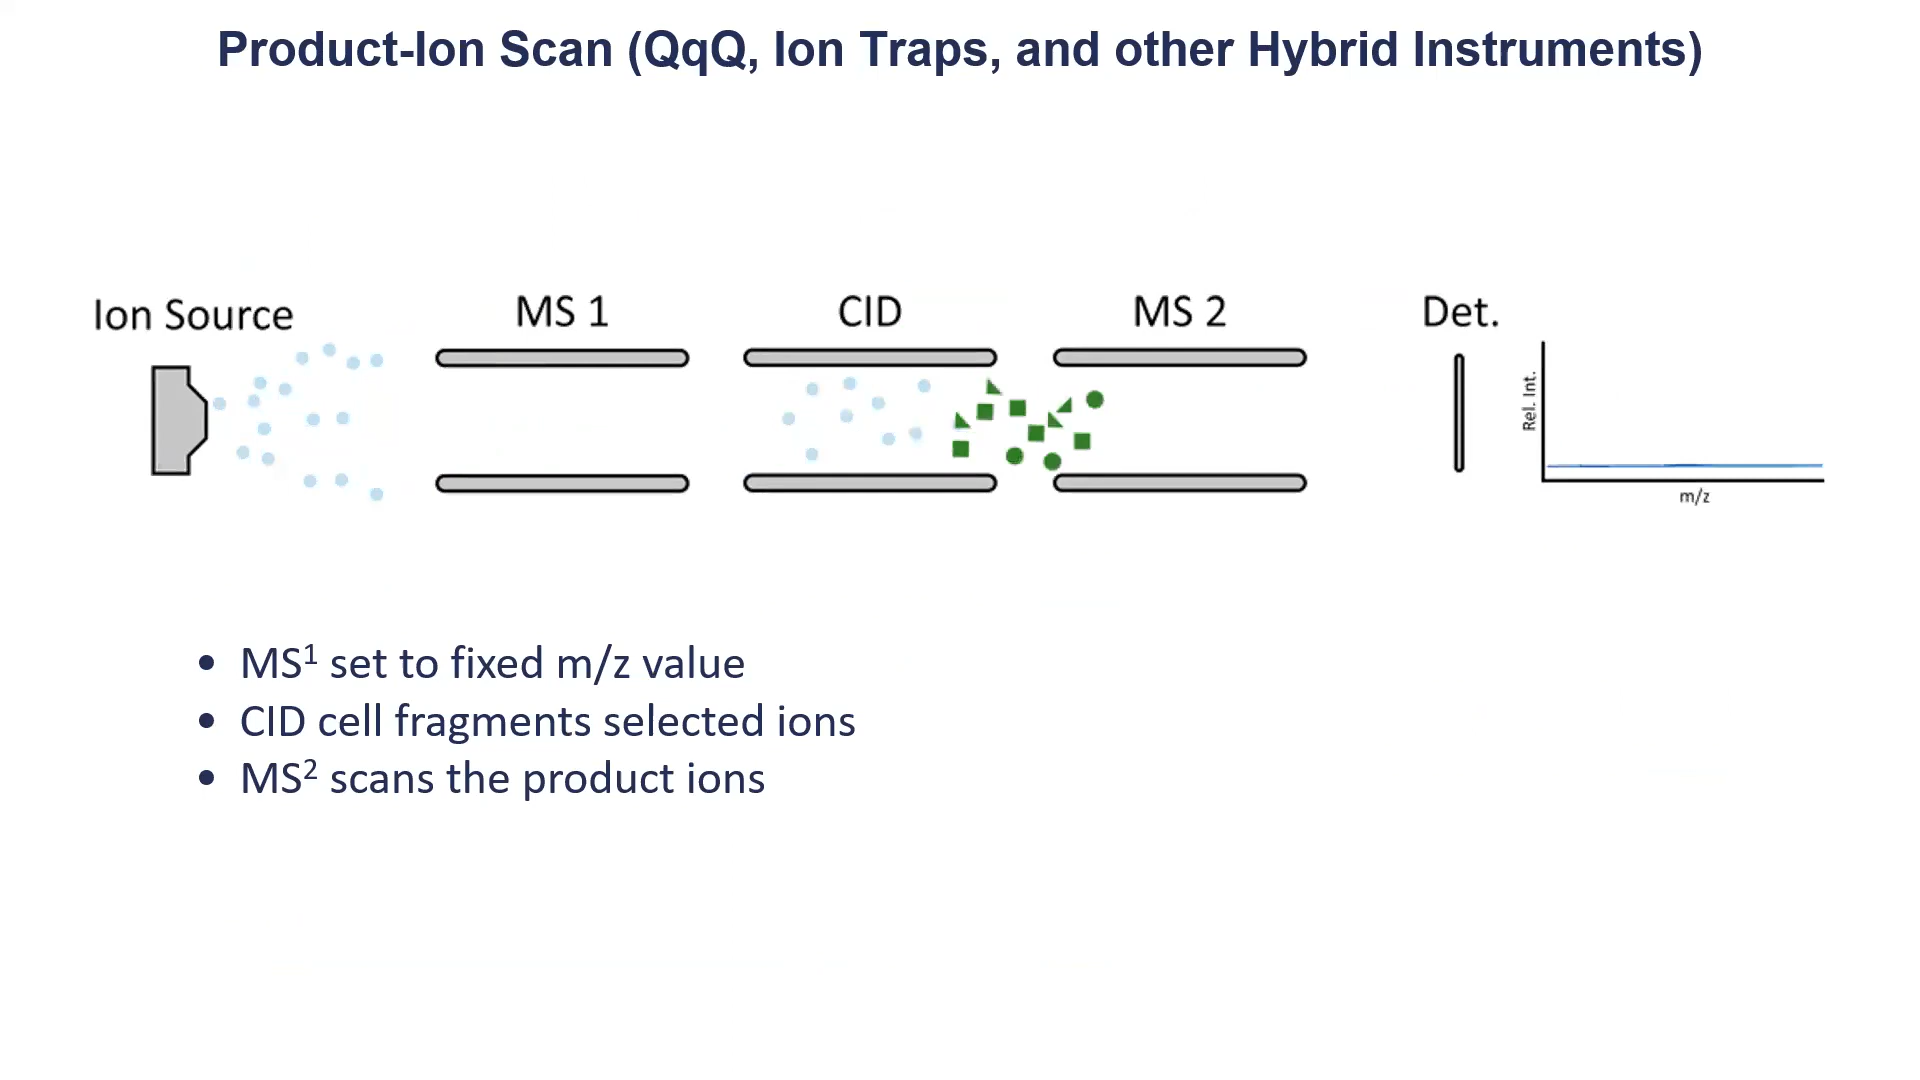 Product-Ion Scan (QqQ, Ion Traps, and other Hybrid Instruments)
Ion Source
MS 1
CID
MS 2
Det.
Rel. Int.
m/z
• MS¹ set to fixed m/z value
• CID cell fragments selected ions
• MS² scans the product ions